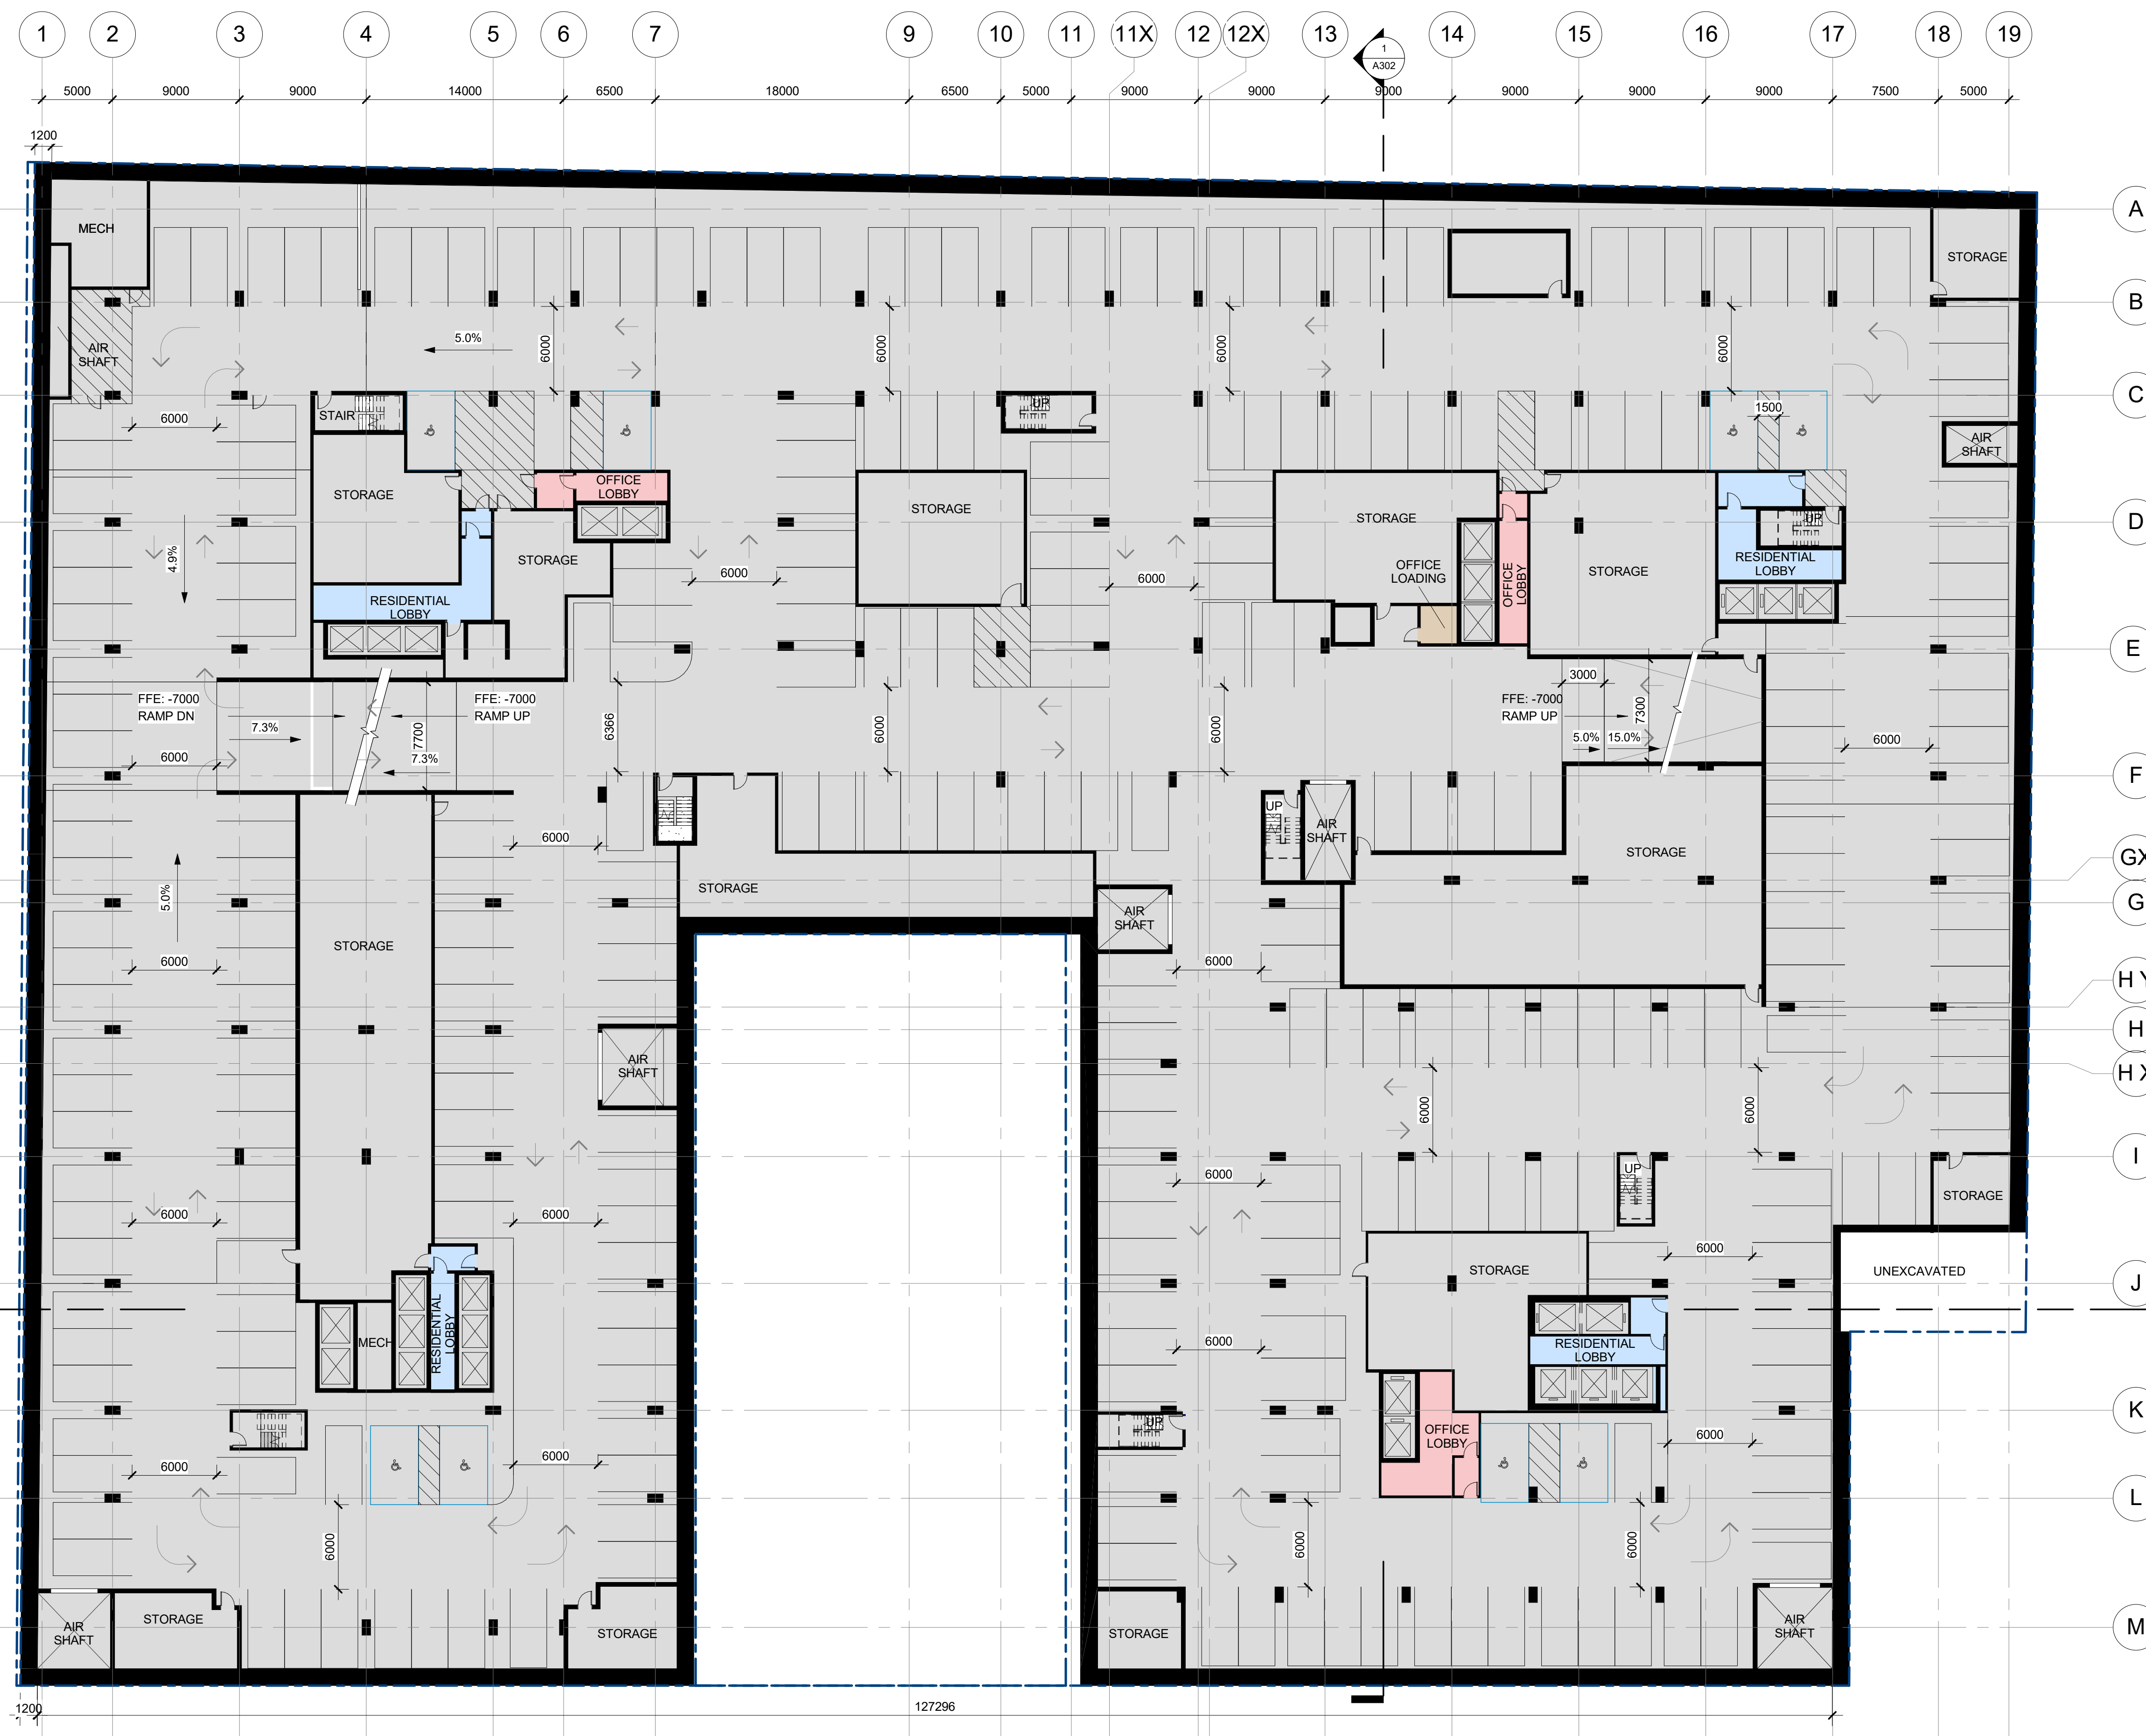 1 2 3 4 5 6 7 9 10 11 11X 12 12X 13 14 15 16 17 18 19
1
A302
5000 9000 9000 14000 6500 18000 6500 5000 9000 9000 9000 9000 9000 9000 7500 5000
1200
A
MECH
STORAGE
B
AIR
SHAFT
5.0%
6000
6000
6000
6000
C
6000
STAIR
UP
1500
AIR
SHAFT
STORAGE
OFFICE
LOBBY
STORAGE
STORAGE
D
UP
4.9%
STORAGE
6000
6000
OFFICE
LOADING
OFFICE
LOBBY
STORAGE
RESIDENTIAL
LOBBY
RESIDENTIAL
LOBBY
E
FFE: -7000
RAMP DN
7.3%
FFE: -7000
RAMP UP
7700
7.3%
6366
6000
6000
FFE: -7000
RAMP UP
3000
7300
5.0%
15.0%
6000
6000
F
UP
AIR
SHAFT
6000
STORAGE
GX
5.0%
STORAGE
G
AIR
SHAFT
STORAGE
6000
6000
H Y
H
AIR
SHAFT
H X
6000
6000
I
UP
6000
STORAGE
6000
6000
6000
STORAGE
UNEXCAVATED
J
MECH
RESIDENTIAL
LOBBY
6000
RESIDENTIAL
LOBBY
K
UP
OFFICE
LOBBY
6000
6000
6000
L
6000
6000
6000
AIR
SHAFT
STORAGE
STORAGE
STORAGE
AIR
SHAFT
M
1200
127296